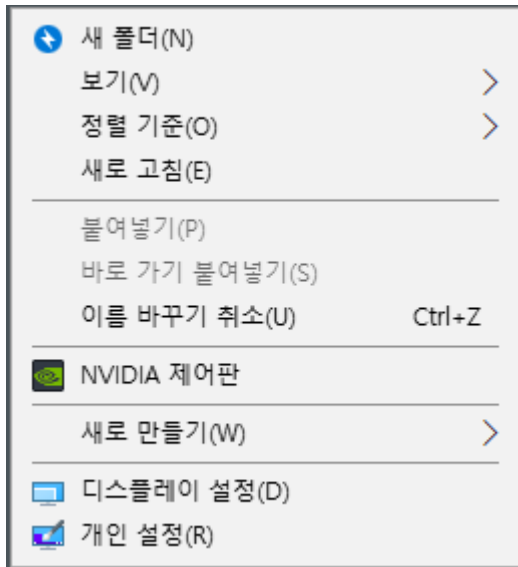 새 폴더(N)
보기(V)
정렬 기준(O)
새로 고침(E)
붙여넣기(P)
바로 가기 붙여넣기(S)
이름 바꾸기 취소(U) Ctrl+Z
NVIDIA 제어판
새로 만들기(W)
디스플레이 설정(D)
개인 설정(R)